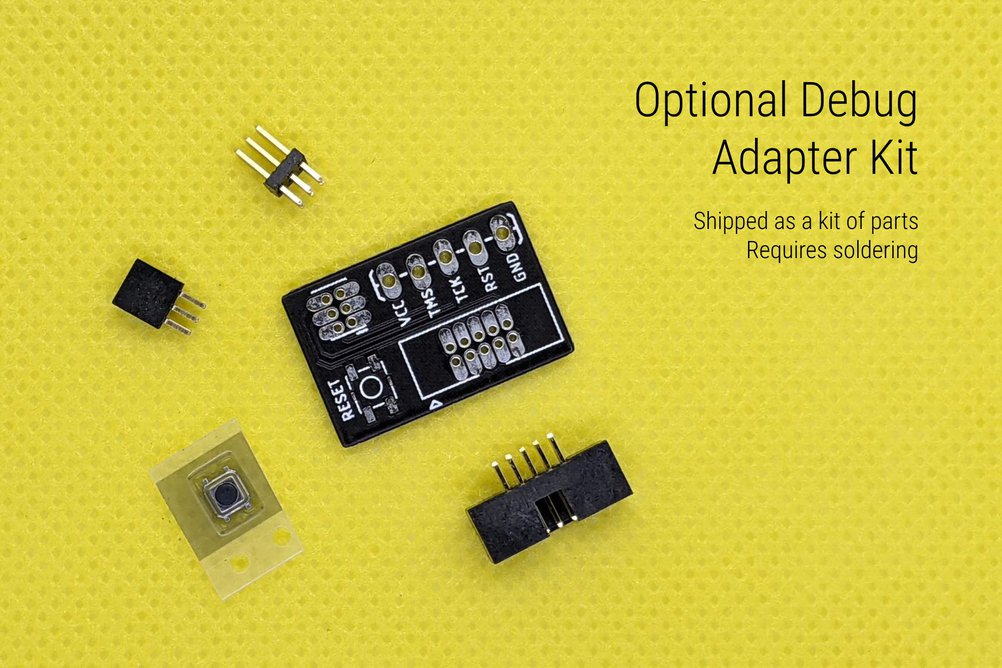 Optional Debug
Adapter Kit
Shipped as a kit of parts
Requires soldering
VCC
TMS
TCK
RST
GND
RESET